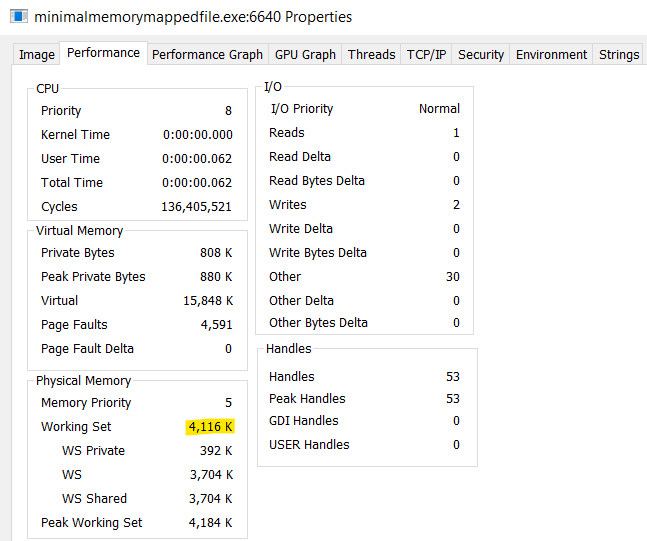 minimalmemorymappedfile.exe:6640 Properties
Image Performance Performance Graph GPU Graph Threads TCP/IP Security Environment Strings
CPU
Priority 8
Kernel Time 0:00:00.000
User Time 0:00:00.062
Total Time 0:00:00.062
Cycles 136,405,521
Virtual Memory
Private Bytes 808 K
Peak Private Bytes 880 K
Virtual 15,848 K
Page Faults 4,591
Page Fault Delta 0
Physical Memory
Memory Priority 5
Working Set 4,116 K
WS Private 392 K
WS 3,704 K
WS Shared 3,704 K
Peak Working Set 4,184 K
I/O
I/O Priority Normal
Reads 1
Read Delta 0
Read Bytes Delta 0
Writes 2
Write Delta 0
Write Bytes Delta 0
Other 30
Other Delta 0
Other Bytes Delta 0
Handles
Handles 53
Peak Handles 53
GDI Handles 0
USER Handles 0